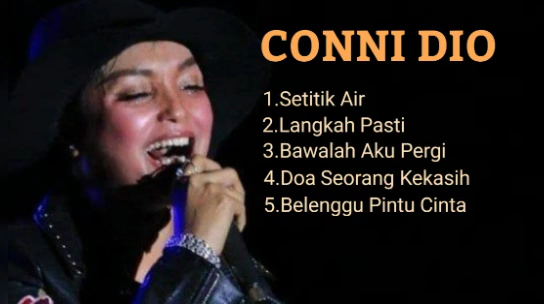 CONNI DIO
1.Setitik Air
2.Langkah Pasti
3.Bawalah Aku Pergi
4.Doa Seorang Kekasih
5.Belenggu Pintu Cinta